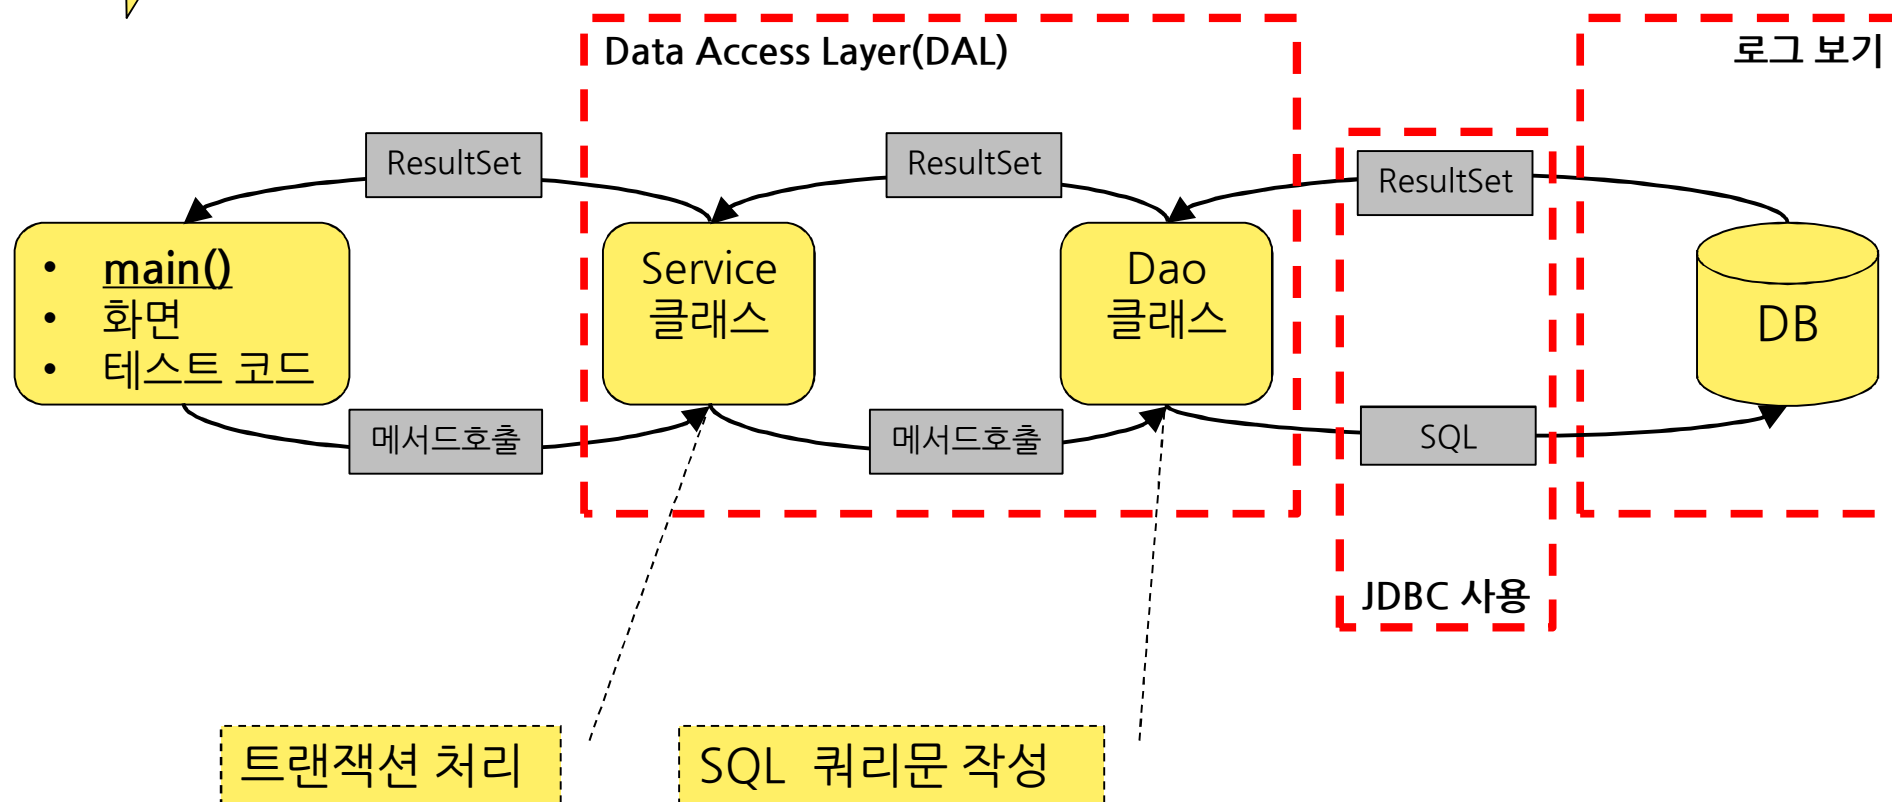 Data Access Layer(DAL)
로그 보기
ResultSet
ResultSet
ResultSet
• main()
• 화면
• 테스트 코드
Service
클래스
Dao
클래스
DB
메서드호출
메서드호출
SQL
JDBC 사용
트랜잭션 처리
SQL 쿼리문 작성